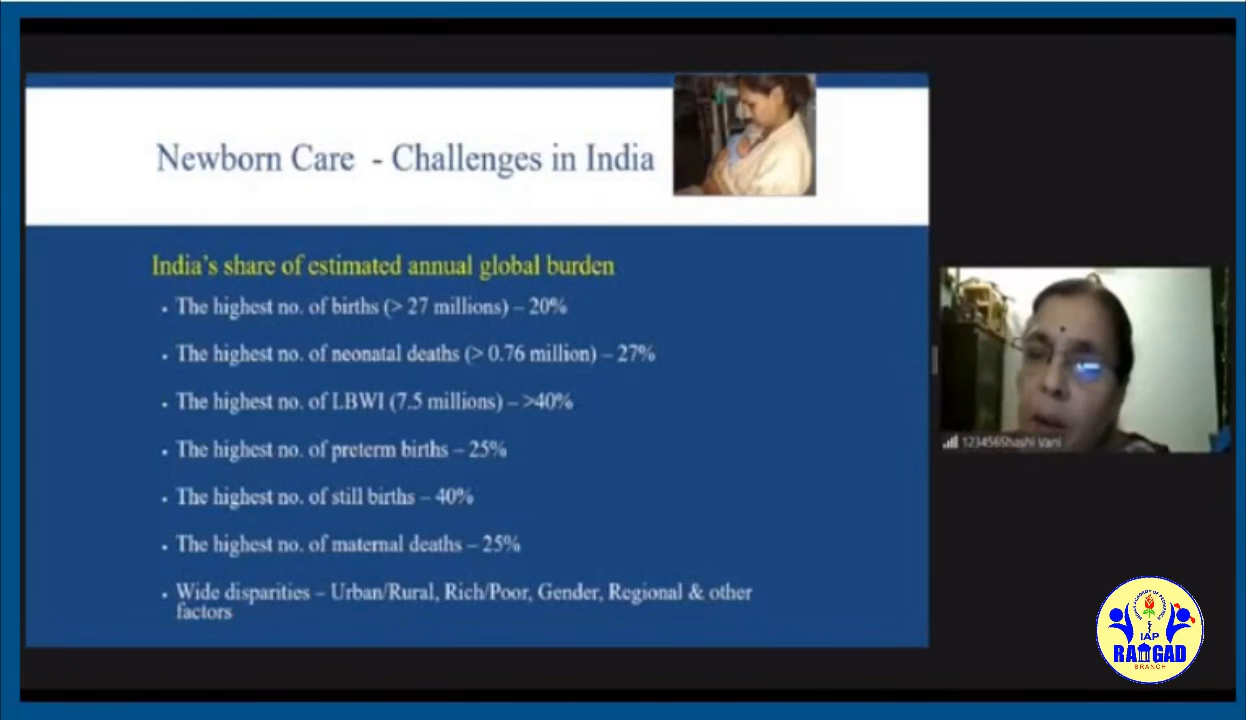 Newborn Care - Challenges in India
India's share of estimated annual global burden
• The highest no. of births (> 27 millions) – 20%
• The highest no. of neonatal deaths (> 0.76 million) – 27%
• The highest no. of LBWI (7.5 millions) – >40%
• The highest no. of preterm births – 25%
• The highest no. of still births – 40%
• The highest no. of maternal deaths – 25%
• Wide disparities – Urban/Rural, Rich/Poor, Gender, Regional & other
factors
123456Shashi Vani
IAP
RAIGAD
BRANCH